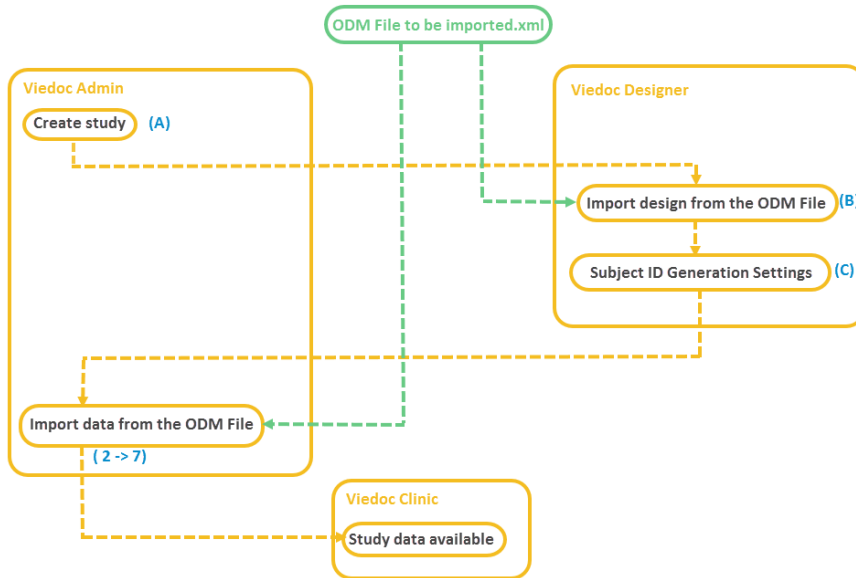 ODM File to be imported.xml
Viedoc Admin
Create study (A)
Viedoc Designer
Import design from the ODM File (B)
Subject ID Generation Settings (C)
Import data from the ODM File
( 2 -> 7)
Viedoc Clinic
Study data available